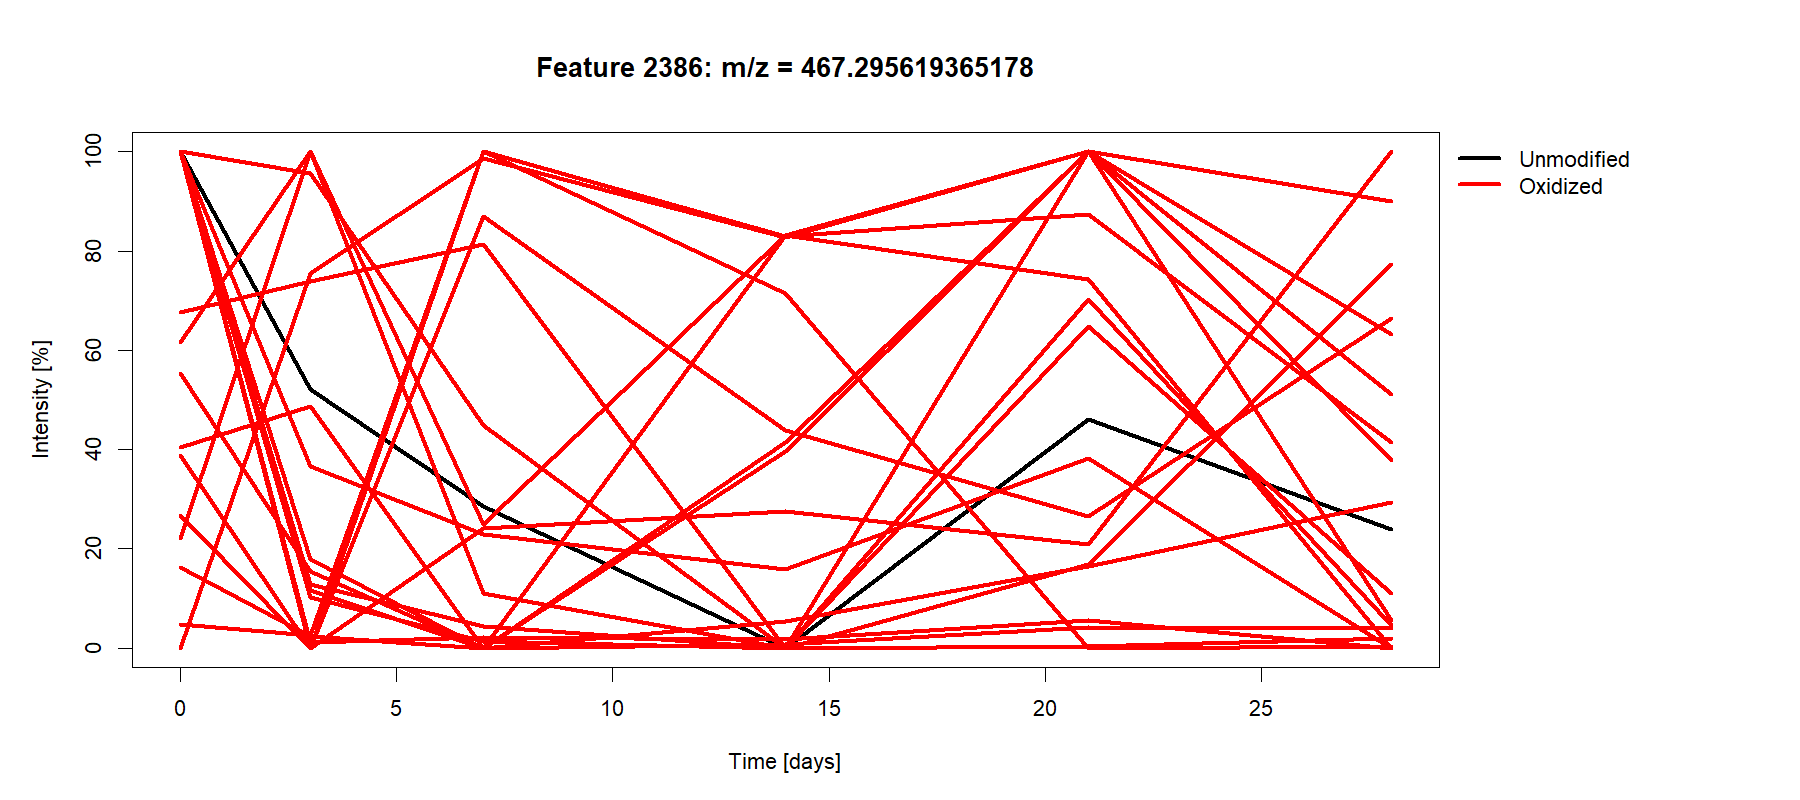 Feature 2386: m/z = 467.295619365178
Unmodified
Oxidized
Intensity [%]
100
80
60
40
20
0
0 5 10 15 20 25
Time [days]